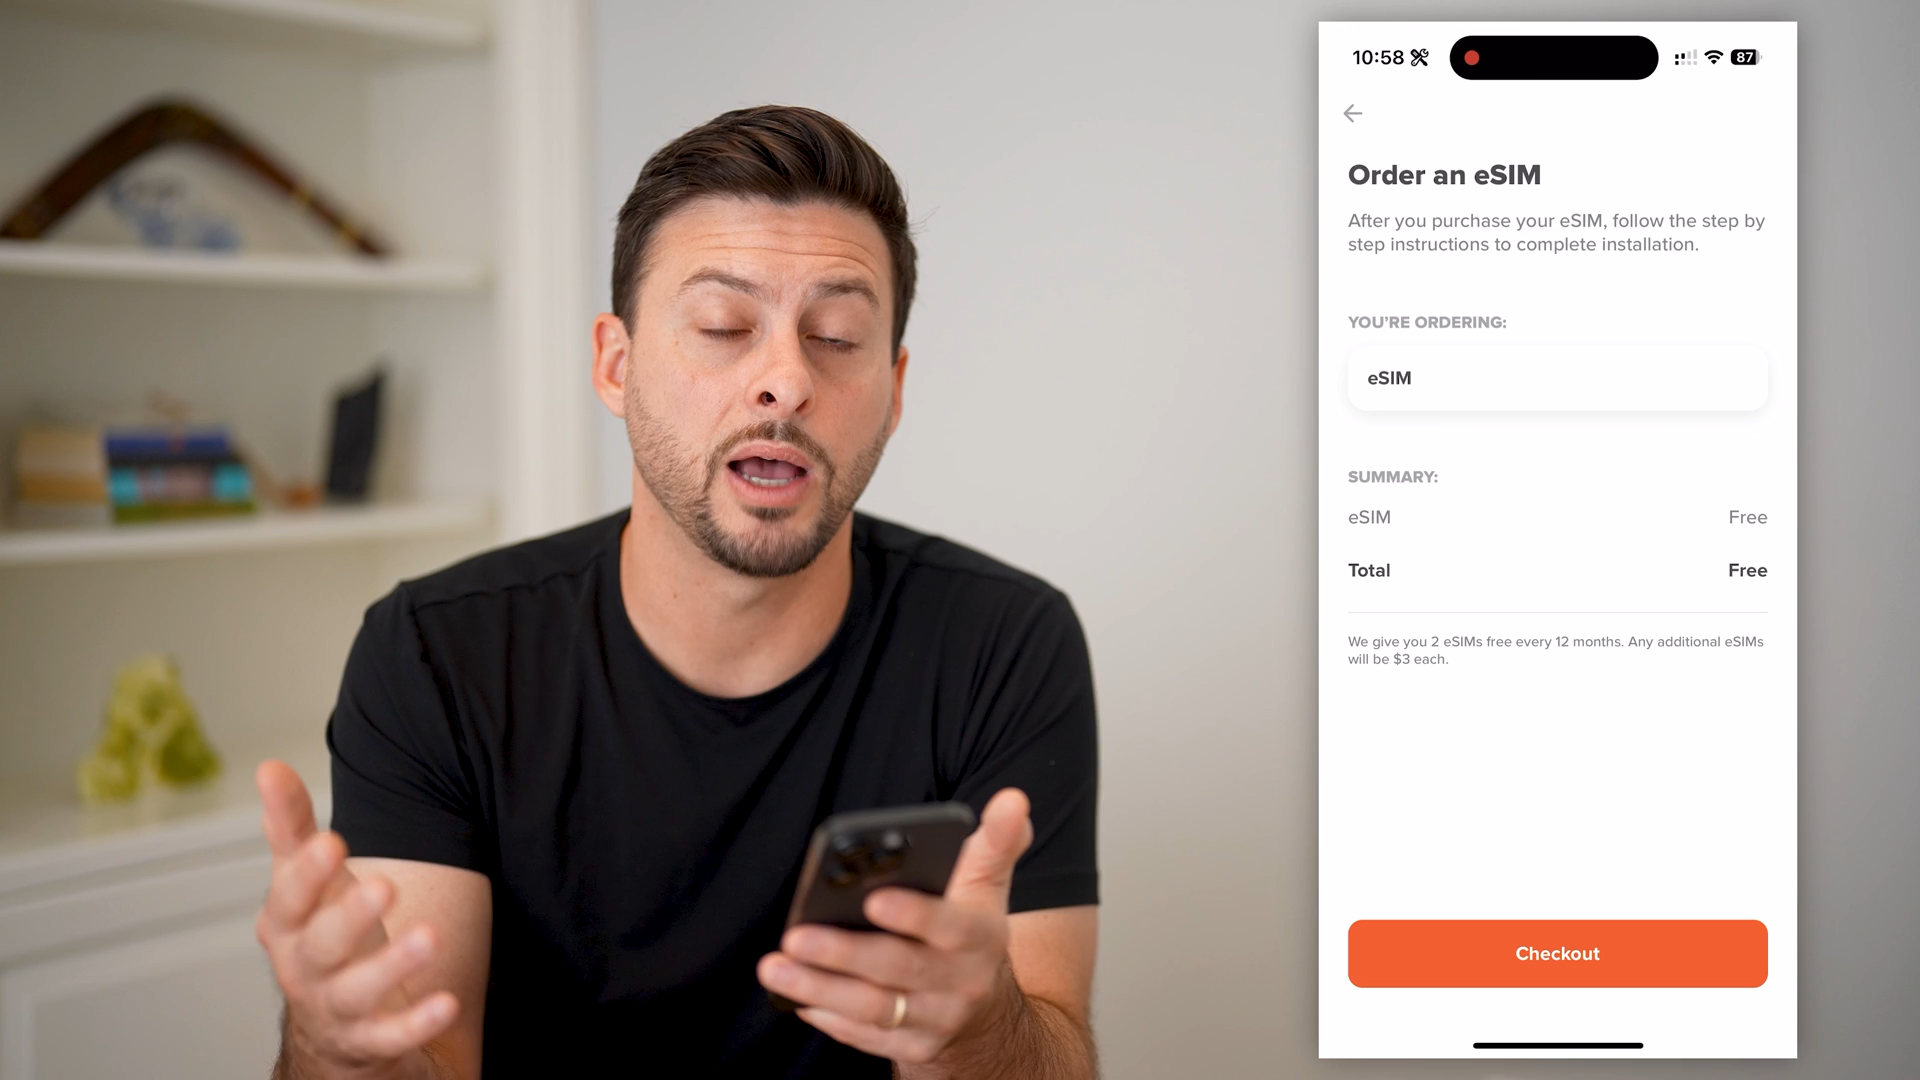 10:58
87
Order an eSIM
After you purchase your eSIM, follow the step by
step instructions to complete installation.
YOU’RE ORDERING:
eSIM
SUMMARY:
eSIM Free
Total Free
We give you 2 eSIMs free every 12 months. Any additional eSIMs
will be $3 each.
Checkout